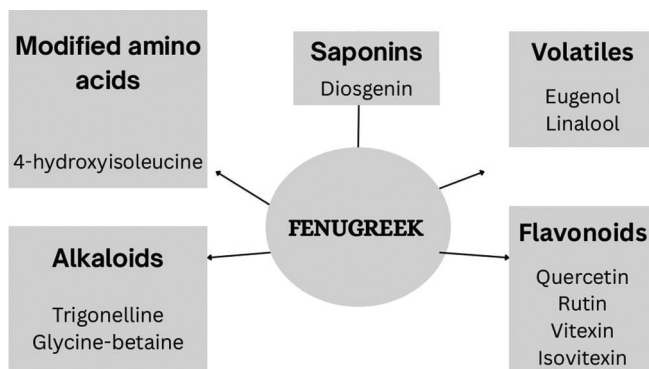 Modified amino
acids
4-hydroxyisoleucine
Saponins
Diosgenin
Volatiles
Eugenol
Linalool
FENUGREEK
Alkaloids
Trigonelline
Glycine-betaine
Flavonoids
Quercetin
Rutin
Vitexin
Isovitexin